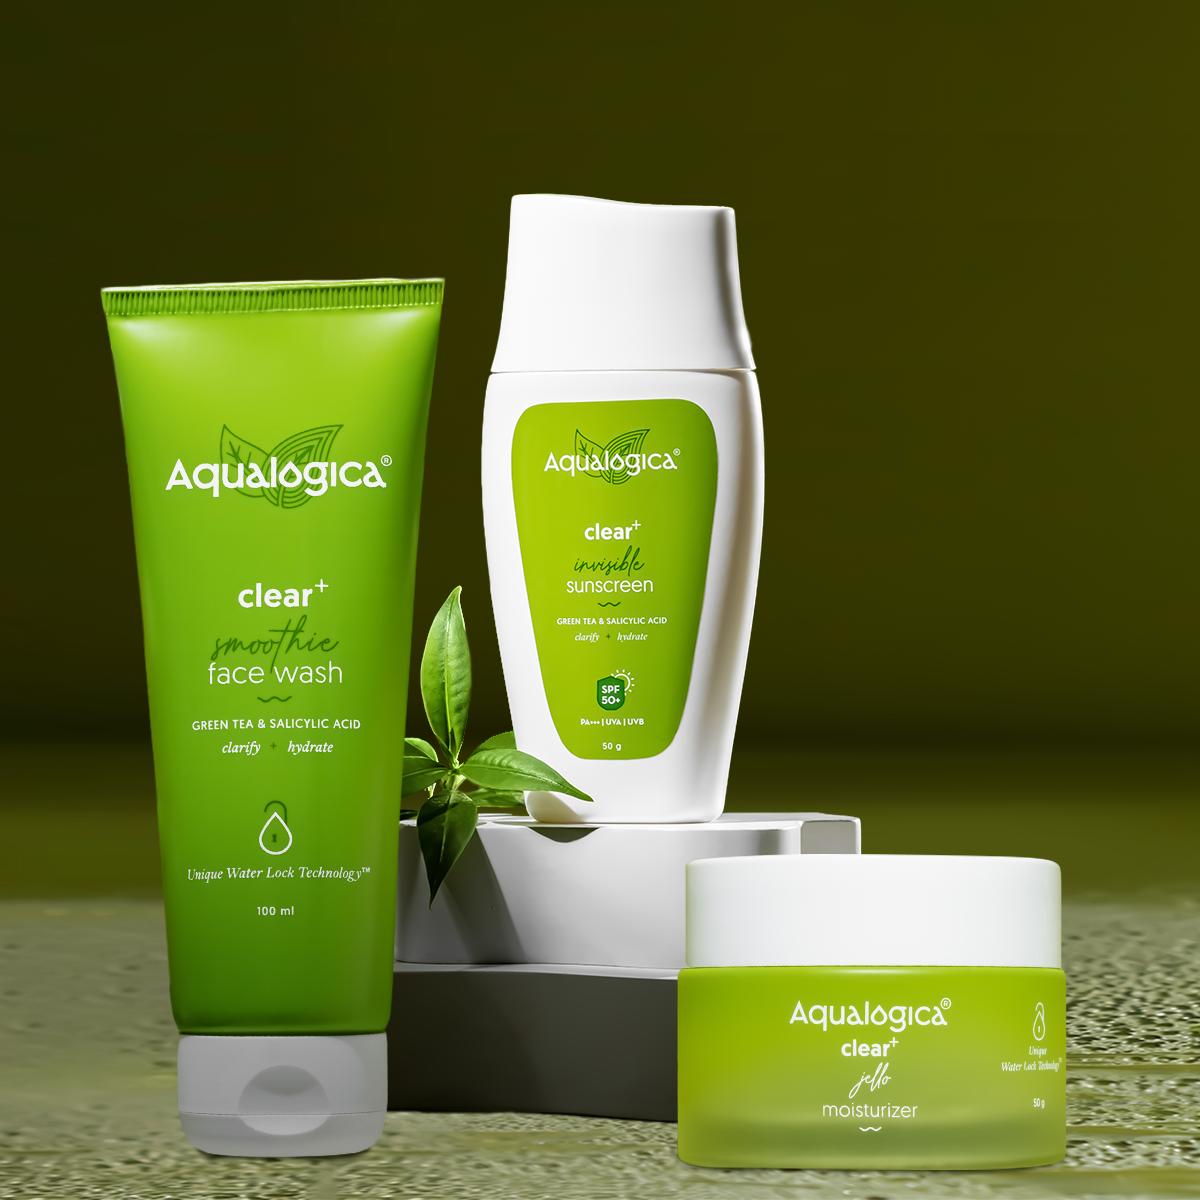 Aqualogica®
clear+
smoothie
face wash
GREEN TEA & SALICYLIC ACID
clarify + hydrate
Unique Water Lock Technology™
100 ml
Aqualogica®
clear+
invisible
sunscreen
GREEN TEA & SALICYLIC ACID
clarify + hydrate
SPF
50+
PA+++ | UVA | UVB
50 g
Aqualogica®
clear+
jello
moisturizer
Unique
Water Lock Technology
50 g